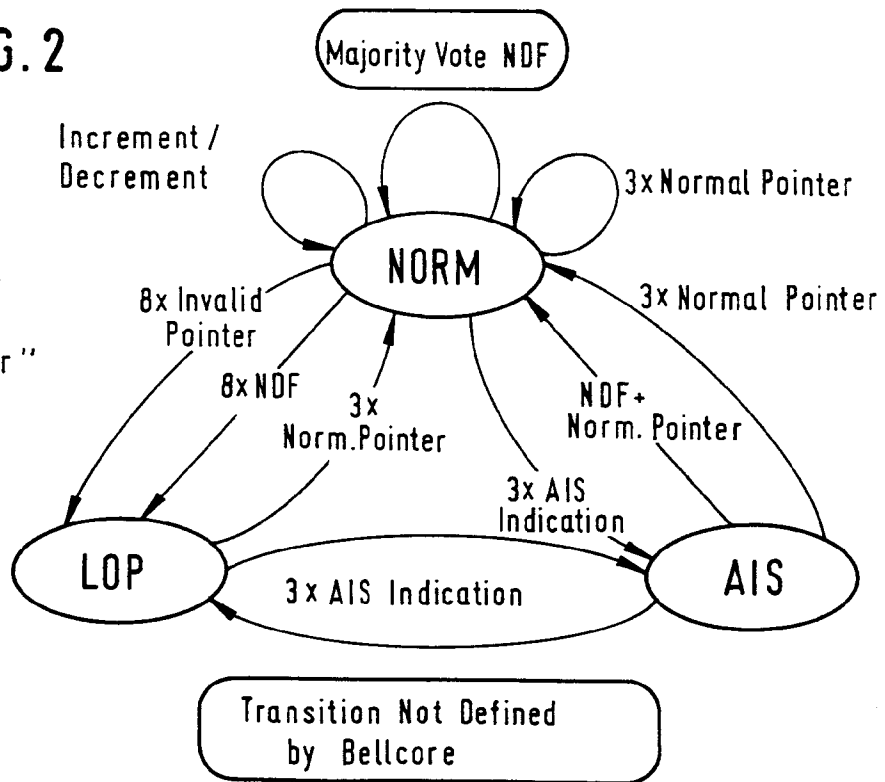 G. 2
Majority Vote NDF
Increment /
Decrement
3x Normal Pointer
NORM
8x Invalid
Pointer
3x Normal Pointer
r"
8x NDF
3x
Norm. Pointer
NDF+
Norm. Pointer
3x AIS
Indication
LOP
3x AIS Indication
AIS
Transition Not Defined
by Bellcore